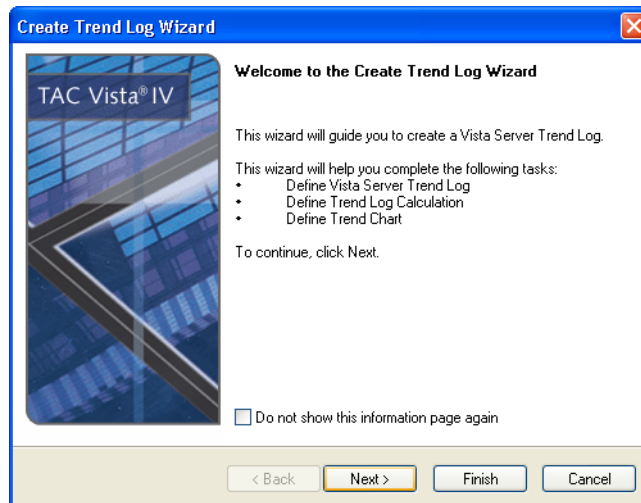 Create Trend Log Wizard
TAC Vista® IV
Welcome to the Create Trend Log Wizard
This wizard will guide you to create a Vista Server Trend Log.
This wizard will help you complete the following tasks:
• Define Vista Server Trend Log
• Define Trend Log Calculation
• Define Trend Chart
To continue, click Next.
Do not show this information page again
< Back Next > Finish Cancel